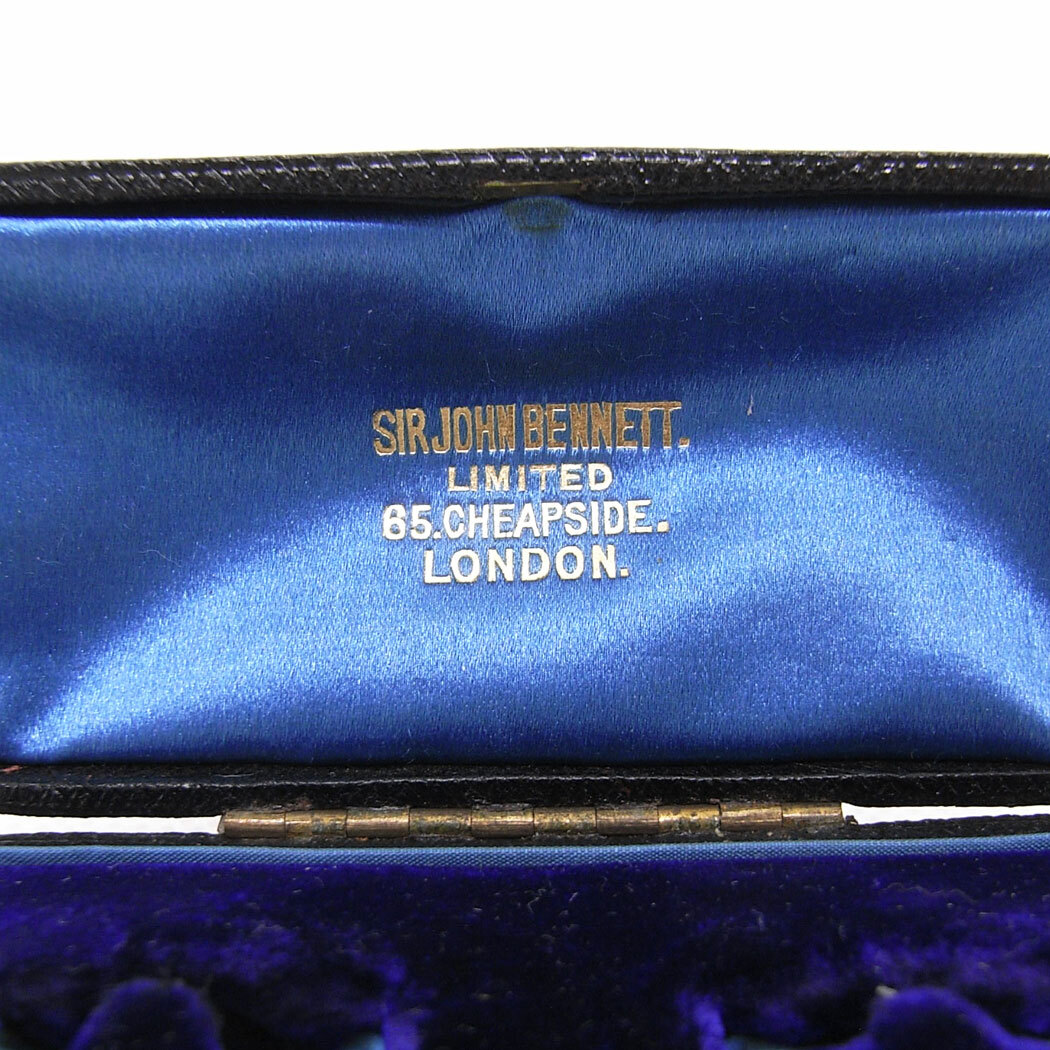 SIR JOHN BENNETT.
LIMITED
65.CHEAPSIDE.
LONDON.